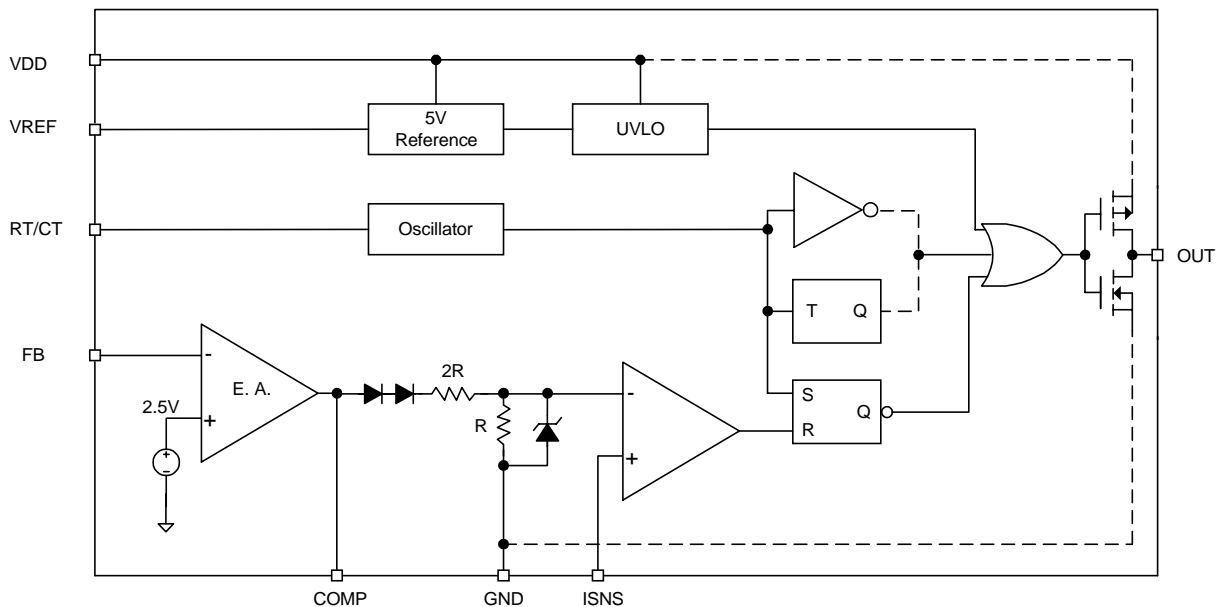 VDD
VREF
5V
Reference
UVLO
RT/CT
Oscillator
OUT
T Q
FB
-
E. A.
2.5V
+
+
-
2R
R
-
+
S
Q
R
COMP
GND
ISNS